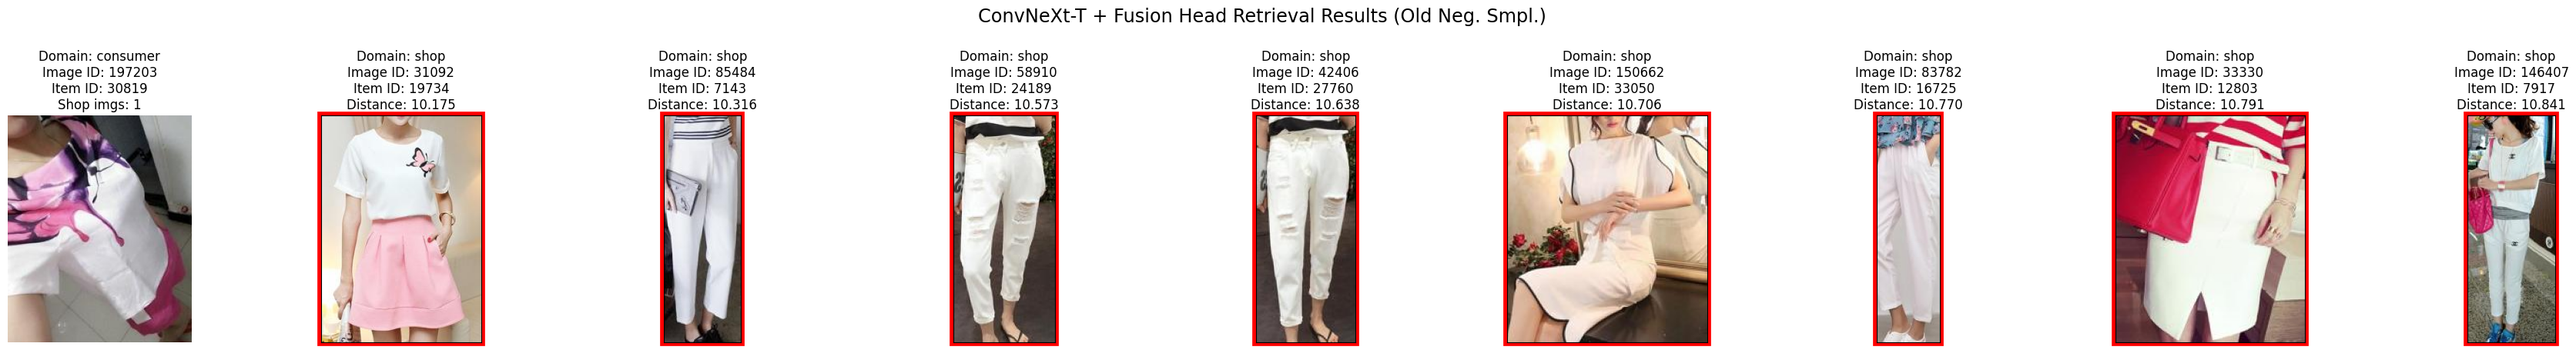 ConvNeXt-T + Fusion Head Retrieval Results (Old Neg. Smpl.)
Domain: consumer
Image ID: 197203
Item ID: 30819
Shop imgs: 1
Domain: shop
Image ID: 31092
Item ID: 19734
Distance: 10.175
Domain: shop
Image ID: 85484
Item ID: 7143
Distance: 10.316
Domain: shop
Image ID: 58910
Item ID: 24189
Distance: 10.573
Domain: shop
Image ID: 42406
Item ID: 27760
Distance: 10.638
Domain: shop
Image ID: 150662
Item ID: 33050
Distance: 10.706
Domain: shop
Image ID: 83782
Item ID: 16725
Distance: 10.770
Domain: shop
Image ID: 33330
Item ID: 12803
Distance: 10.791
Domain: shop
Image ID: 146407
Item ID: 7917
Distance: 10.841